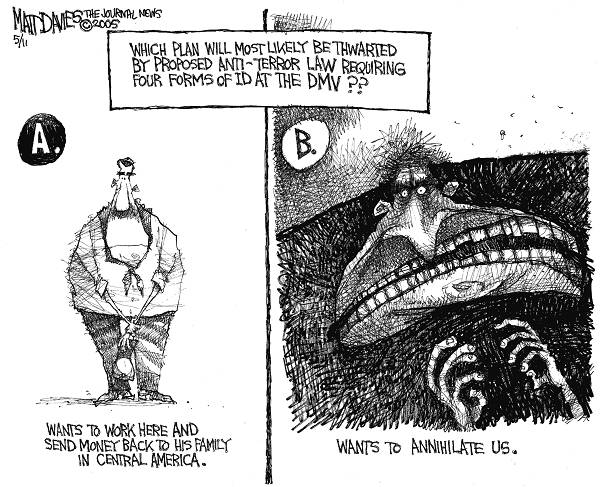 MATT DAVIES THE JOURNAL NEWS
©2005
5/11
WHICH PLAN WILL MOST LIKELY BE THWARTED
BY PROPOSED ANTI-TERROR LAW REQUIRING
FOUR FORMS OF ID AT THE DMV ??
A.
B.
WANTS TO WORK HERE AND
SEND MONEY BACK TO HIS FAMILY
IN CENTRAL AMERICA.
WANTS TO ANNIHILATE US.